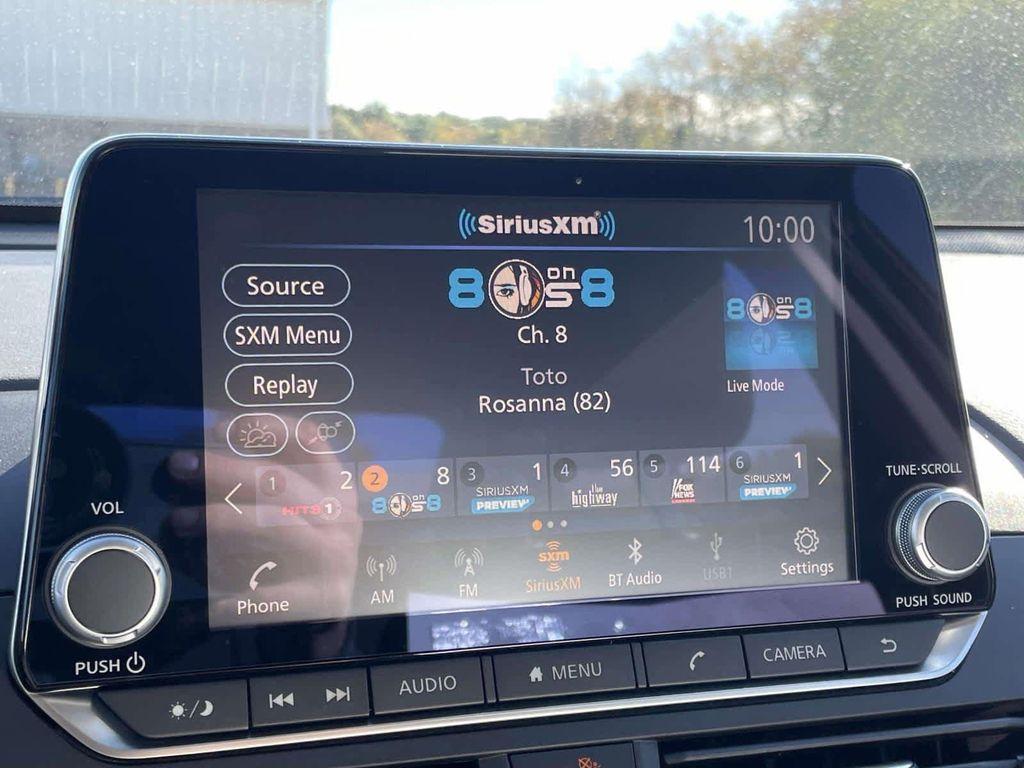 SiriusXM
10:00
Source
80s on 8
80s on 8
SXM Menu
Ch. 8
Replay
Toto
Live Mode
Rosanna (82)
1 2 2 8 3 1 4 56 5 114 6 1
HITS 1 80s on 8 SIRIUSXM PREVIEW the highway FOX NEWS SIRIUSXM PREVIEW
TUNE·SCROLL
VOL
Phone AM FM sxm SiriusXM BT Audio USB1 Settings
PUSH SOUND
PUSH
AUDIO MENU CAMERA